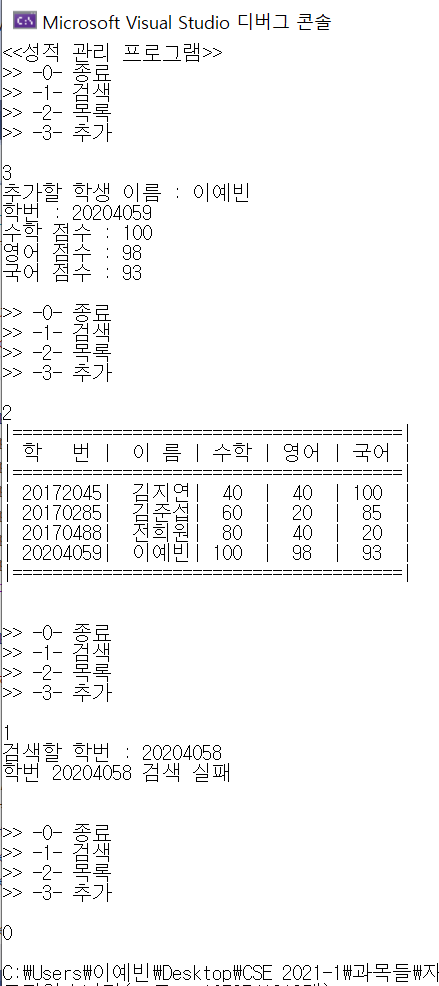 Microsoft Visual Studio 디버그 콘솔
<<성적 관리 프로그램>>
>> -0- 종료
>> -1- 검색
>> -2- 목록
>> -3- 추가
3
추가할 학생 이름 : 이예빈
학번 : 20204059
수학 점수 : 100
영어 점수 : 98
국어 점수 : 93
>> -0- 종료
>> -1- 검색
>> -2- 목록
>> -3- 추가
2
|=======================================|
| 학   번 |  이 름 | 수학 | 영어 | 국어 |
|=======================================|
| 20172045|  김지연|  40  |  40  | 100  |
| 20170285|  김준섭|  60  |  20  |  85  |
| 20170488|  전희원|  80  |  40  |  20  |
| 20204059|  이예빈| 100  |  98  |  93  |
|=======================================|
>> -0- 종료
>> -1- 검색
>> -2- 목록
>> -3- 추가
1
검색할 학번 : 20204058
학번 20204058 검색 실패
>> -0- 종료
>> -1- 검색
>> -2- 목록
>> -3- 추가
0
C:₩Users₩이예빈₩Desktop₩CSE 2021-1₩과목들₩자